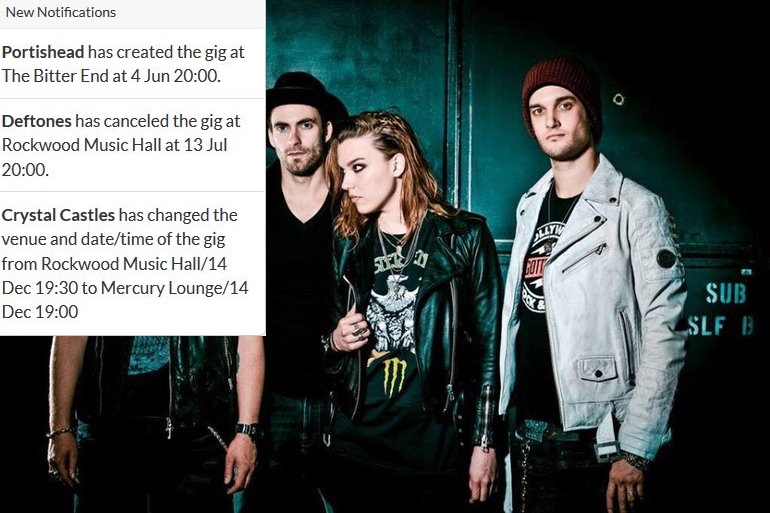 New Notifications
Portishead has created the gig at
The Bitter End at 4 Jun 20:00.
Deftones has canceled the gig at
Rockwood Music Hall at 13 Jul
20:00.
Crystal Castles has changed the
venue and date/time of the gig
from Rockwood Music Hall/14
Dec 19:30 to Mercury Lounge/14
Dec 19:00
SUB
SLF B